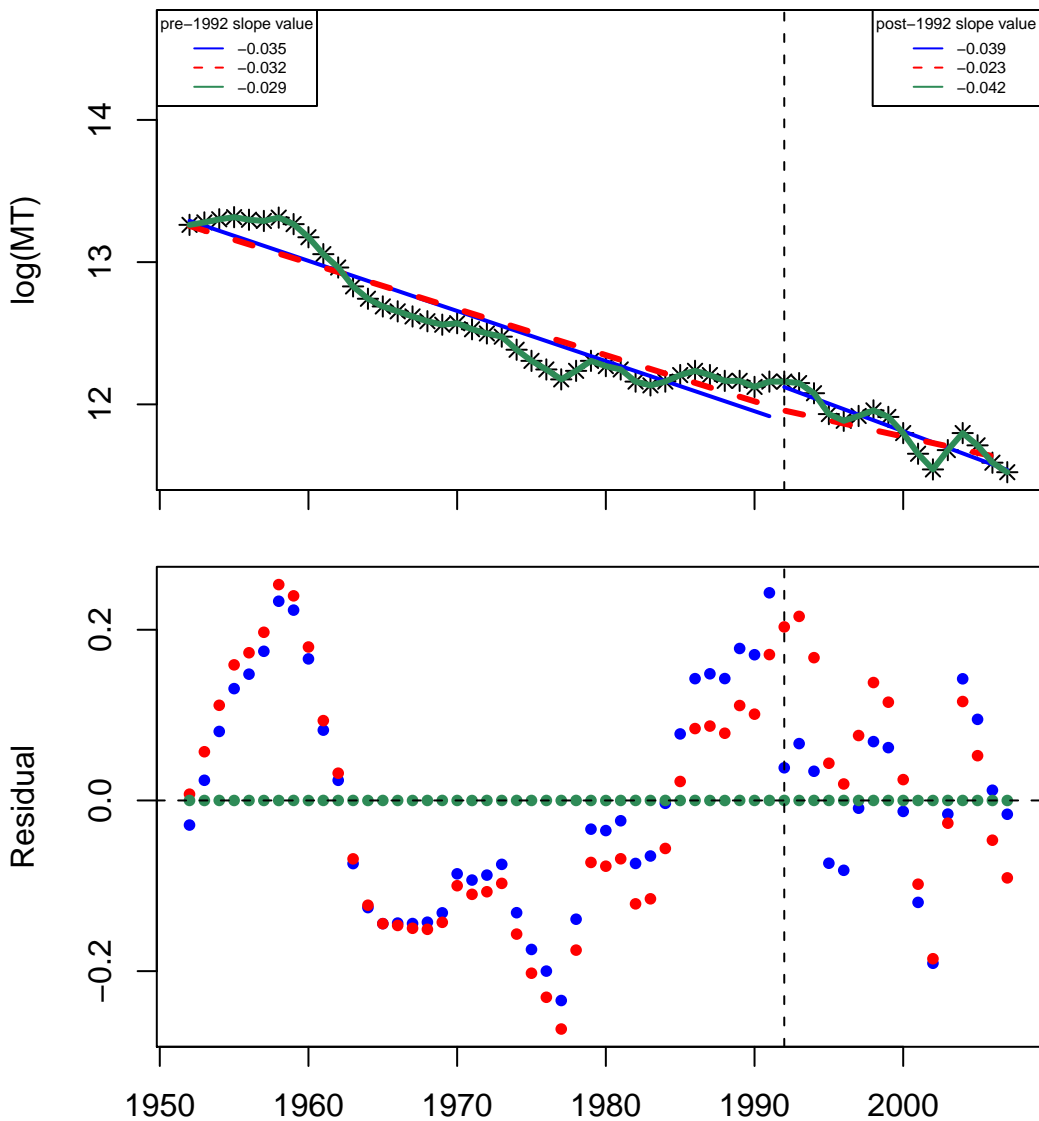 pre−1992 slope value
−0.035
−0.032
−0.029
post−1992 slope value
−0.039
−0.023
−0.042
log(MT)
14
13
12
Residual
0.2
0.0
−0.2
1950 1960 1970 1980 1990 2000